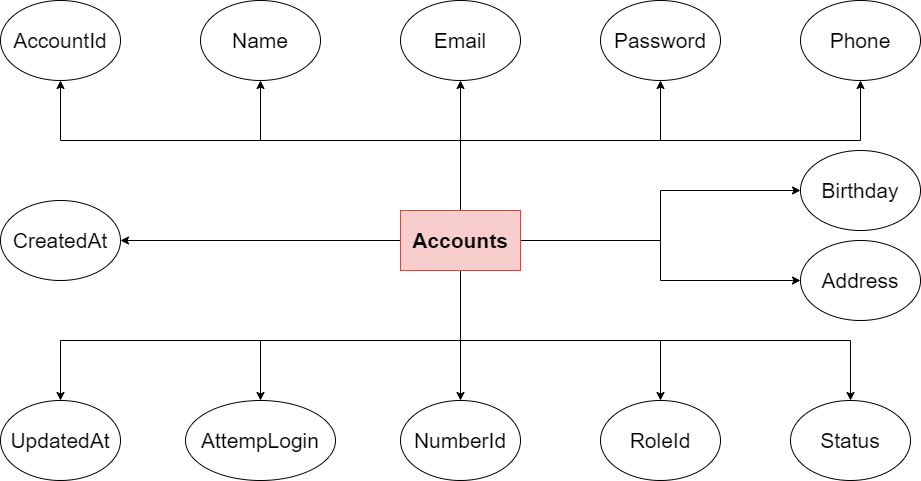 AccountId
Name
Email
Password
Phone
Birthday
CreatedAt
Accounts
Address
UpdatedAt
AttempLogin
NumberId
RoleId
Status